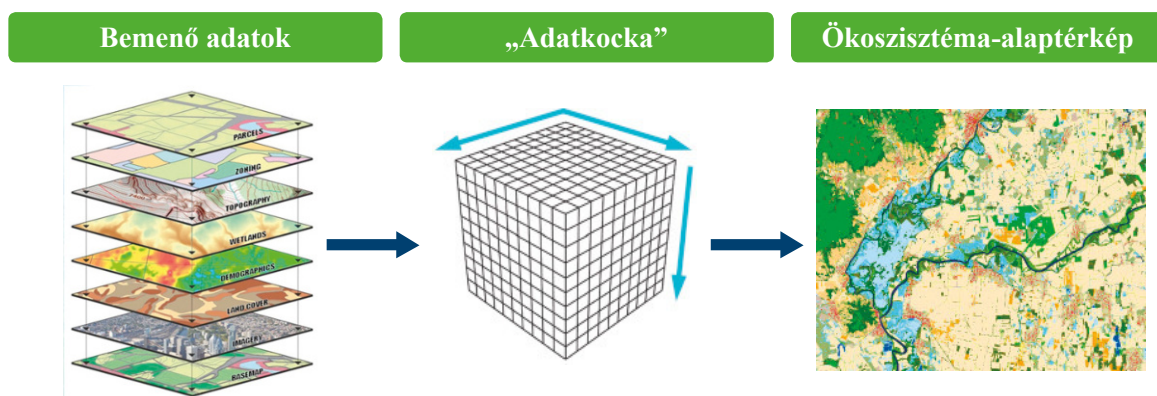 Bemenő adatok
„Adatkocka”
Ökoszisztéma-alaptérkép
PARCELS
ZONING
TOPOGRAPHY
WETLANDS
DEMOGRAPHICS
LAND COVER
IMAGERY
BASEMAP